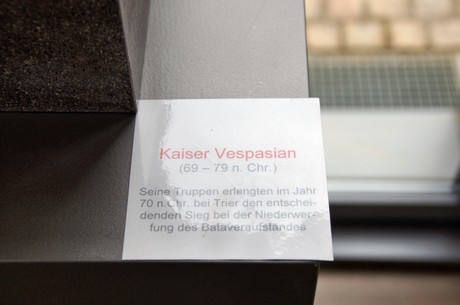 Kaiser Vespasian
(69 – 79 n. Chr.)
Seine Truppen erlengten im Jahr
70 n. Chr. bei Trier den entschei-
denden Sieg bei der Niederwer-
fung des Bataveraufstandes